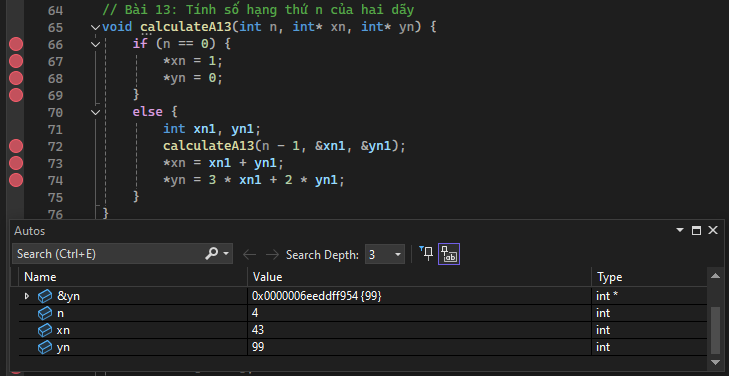 64 // Bài 13: Tính số hạng thứ n của hai dãy
65 void calculateA13(int n, int* xn, int* yn) {
66 if (n == 0) {
67 *xn = 1;
68 *yn = 0;
69 }
70 else {
71 int xn1, yn1;
72 calculateA13(n - 1, &xn1, &yn1);
73 *xn = xn1 + yn1;
74 *yn = 3 * xn1 + 2 * yn1;
75 }
76 }
Autos
Search (Ctrl+E) Search Depth: 3
Name Value Type
&yn 0x0000006eeddff954 {99} int *
n 4 int
xn 43 int
yn 99 int